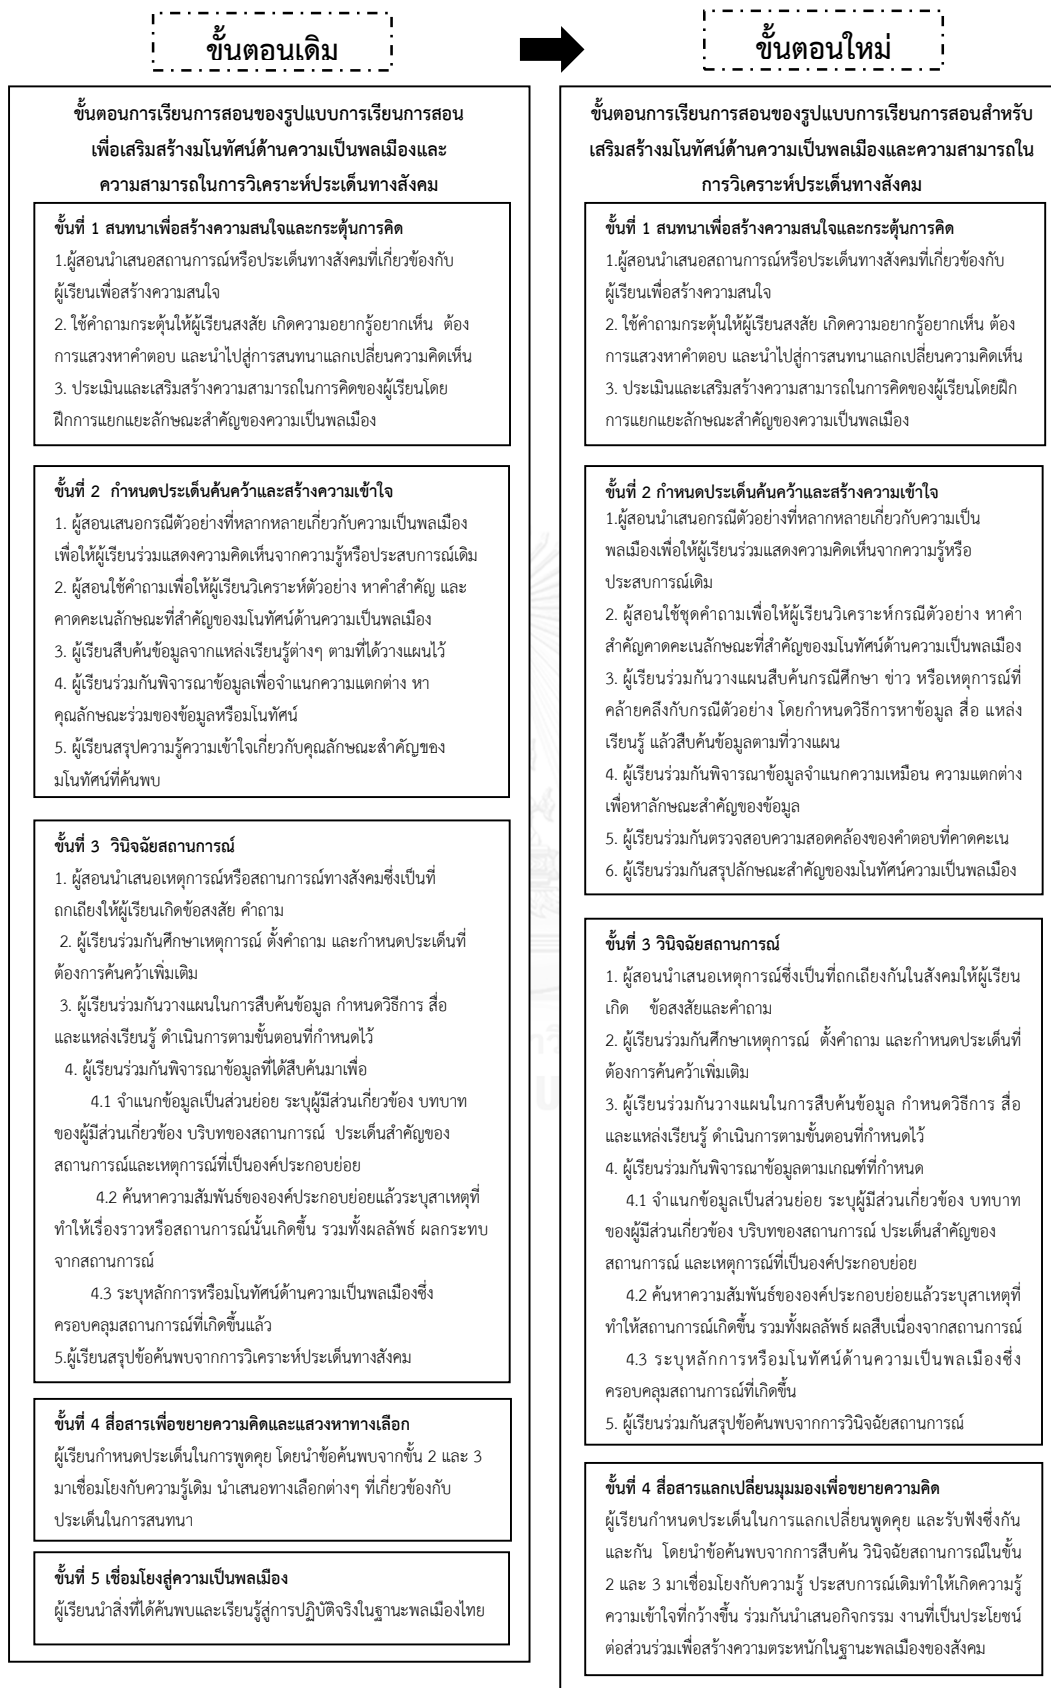 ขั้นตอนเดิม
ขั้นตอนการเรียนการสอนของรูปแบบการเรียนการสอน
เพื่อเสริมสร้างมโนทัศน์ด้านความเป็นพลเมืองและ
ความสามารถในการวิเคราะห์ประเด็นทางสังคม
ขั้นที่ 1 สนทนาเพื่อสร้างความสนใจและกระตุ้นการคิด
1.ผู้สอนนำเสนอสถานการณ์หรือประเด็นทางสังคมที่เกี่ยวข้องกับ
ผู้เรียนเพื่อสร้างความสนใจ
2. ใช้คำถามกระตุ้นให้ผู้เรียนสงสัย เกิดความอยากรู้อยากเห็น ต้อง
การแสวงหาคำตอบ และนำไปสู่การสนทนาแลกเปลี่ยนความคิดเห็น
3. ประเมินและเสริมสร้างความสามารถในการคิดของผู้เรียนโดย
ฝึกการแยกแยะลักษณะสำคัญของความเป็นพลเมือง
ขั้นที่ 2 กำหนดประเด็นค้นคว้าและสร้างความเข้าใจ
1. ผู้สอนเสนอกรณีตัวอย่างที่หลากหลายเกี่ยวกับความเป็นพลเมือง
เพื่อให้ผู้เรียนร่วมแสดงความคิดเห็นจากความรู้หรือประสบการณ์เดิม
2. ผู้สอนใช้คำถามเพื่อให้ผู้เรียนวิเคราะห์ตัวอย่าง หาคำสำคัญ และ
คาดคะเนลักษณะที่สำคัญของมโนทัศน์ด้านความเป็นพลเมือง
3. ผู้เรียนสืบค้นข้อมูลจากแหล่งเรียนรู้ต่างๆ ตามที่ได้วางแผนไว้
4. ผู้เรียนร่วมกันพิจารณาข้อมูลเพื่อจำแนกความแตกต่าง หา
คุณลักษณะร่วมของข้อมูลหรือมโนทัศน์
5. ผู้เรียนสรุปความรู้ความเข้าใจเกี่ยวกับคุณลักษณะสำคัญของ
มโนทัศน์ที่ค้นพบ
ขั้นที่ 3 วินิจฉัยสถานการณ์
1. ผู้สอนนำเสนอเหตุการณ์หรือสถานการณ์ทางสังคมซึ่งเป็นที่
ถกเถียงให้ผู้เรียนเกิดข้อสงสัย คำถาม
2. ผู้เรียนร่วมกันศึกษาเหตุการณ์ ตั้งคำถาม และกำหนดประเด็นที่
ต้องการค้นคว้าเพิ่มเติม
3. ผู้เรียนร่วมกันวางแผนในการสืบค้นข้อมูล กำหนดวิธีการ สื่อ
และแหล่งเรียนรู้ ดำเนินการตามขั้นตอนที่กำหนดไว้
4. ผู้เรียนร่วมกันพิจารณาข้อมูลที่ได้สืบค้นมาเพื่อ
4.1 จำแนกข้อมูลเป็นส่วนย่อย ระบุผู้มีส่วนเกี่ยวข้อง บทบาท
ของผู้มีส่วนเกี่ยวข้อง บริบทของสถานการณ์ ประเด็นสำคัญของ
สถานการณ์และเหตุการณ์ที่เป็นองค์ประกอบย่อย
4.2 ค้นหาความสัมพันธ์ขององค์ประกอบย่อยแล้วระบุสาเหตุที่
ทำให้เรื่องราวหรือสถานการณ์นั้นเกิดขึ้น รวมทั้งผลลัพธ์ ผลกระทบ
จากสถานการณ์
4.3 ระบุหลักการหรือมโนทัศน์ด้านความเป็นพลเมืองซึ่ง
ครอบคลุมสถานการณ์ที่เกิดขึ้นแล้ว
5.ผู้เรียนสรุปข้อค้นพบจากการวิเคราะห์ประเด็นทางสังคม
ขั้นที่ 4 สื่อสารเพื่อขยายความคิดและแสวงหาทางเลือก
ผู้เรียนกำหนดประเด็นในการพูดคุย โดยนำข้อค้นพบจากขั้น 2 และ 3
มาเชื่อมโยงกับความรู้เดิม นำเสนอทางเลือกต่างๆ ที่เกี่ยวข้องกับ
ประเด็นในการสนทนา
ขั้นที่ 5 เชื่อมโยงสู่ความเป็นพลเมือง
ผู้เรียนนำสิ่งที่ได้ค้นพบและเรียนรู้สู่การปฏิบัติจริงในฐานะพลเมืองไทย
ขั้นตอนใหม่
ขั้นตอนการเรียนการสอนของรูปแบบการเรียนการสอนสำหรับ
เสริมสร้างมโนทัศน์ด้านความเป็นพลเมืองและความสามารถใน
การวิเคราะห์ประเด็นทางสังคม
ขั้นที่ 1 สนทนาเพื่อสร้างความสนใจและกระตุ้นการคิด
1.ผู้สอนนำเสนอสถานการณ์หรือประเด็นทางสังคมที่เกี่ยวข้องกับ
ผู้เรียนเพื่อสร้างความสนใจ
2. ใช้คำถามกระตุ้นให้ผู้เรียนสงสัย เกิดความอยากรู้อยากเห็น ต้อง
การแสวงหาคำตอบ และนำไปสู่การสนทนาแลกเปลี่ยนความคิดเห็น
3. ประเมินและเสริมสร้างความสามารถในการคิดของผู้เรียนโดยฝึก
การแยกแยะลักษณะสำคัญของความเป็นพลเมือง
ขั้นที่ 2 กำหนดประเด็นค้นคว้าและสร้างความเข้าใจ
1.ผู้สอนนำเสนอกรณีตัวอย่างที่หลากหลายเกี่ยวกับความเป็น
พลเมืองเพื่อให้ผู้เรียนร่วมแสดงความคิดเห็นจากความรู้หรือ
ประสบการณ์เดิม
2. ผู้สอนใช้ชุดคำถามเพื่อให้ผู้เรียนวิเคราะห์กรณีตัวอย่าง หาคำ
สำคัญคาดคะเนลักษณะที่สำคัญของมโนทัศน์ด้านความเป็นพลเมือง
3. ผู้เรียนร่วมกันวางแผนสืบค้นกรณีศึกษา ข่าว หรือเหตุการณ์ที่
คล้ายคลึงกับกรณีตัวอย่าง โดยกำหนดวิธีการหาข้อมูล สื่อ แหล่ง
เรียนรู้ แล้วสืบค้นข้อมูลตามที่วางแผน
4. ผู้เรียนร่วมกันพิจารณาข้อมูลจำแนกความเหมือน ความแตกต่าง
เพื่อหาลักษณะสำคัญของข้อมูล
5. ผู้เรียนร่วมกันตรวจสอบความสอดคล้องของคำตอบที่คาดคะเน
6. ผู้เรียนร่วมกันสรุปลักษณะสำคัญของมโนทัศน์ความเป็นพลเมือง
ขั้นที่ 3 วินิจฉัยสถานการณ์
1. ผู้สอนนำเสนอเหตุการณ์ซึ่งเป็นที่ถกเถียงกันในสังคมให้ผู้เรียน
เกิด ข้อสงสัยและคำถาม
2. ผู้เรียนร่วมกันศึกษาเหตุการณ์ ตั้งคำถาม และกำหนดประเด็นที่
ต้องการค้นคว้าเพิ่มเติม
3. ผู้เรียนร่วมกันวางแผนในการสืบค้นข้อมูล กำหนดวิธีการ สื่อ
และแหล่งเรียนรู้ ดำเนินการตามขั้นตอนที่กำหนดไว้
4. ผู้เรียนร่วมกันพิจารณาข้อมูลตามเกณฑ์ที่กำหนด
4.1 จำแนกข้อมูลเป็นส่วนย่อย ระบุผู้มีส่วนเกี่ยวข้อง บทบาท
ของผู้มีส่วนเกี่ยวข้อง บริบทของสถานการณ์ ประเด็นสำคัญของ
สถานการณ์ และเหตุการณ์ที่เป็นองค์ประกอบย่อย
4.2 ค้นหาความสัมพันธ์ขององค์ประกอบย่อยแล้วระบุสาเหตุที่
ทำให้สถานการณ์เกิดขึ้น รวมทั้งผลลัพธ์ ผลสืบเนื่องจากสถานการณ์
4.3 ระบุหลักการหรือมโนทัศน์ด้านความเป็นพลเมืองซึ่ง
ครอบคลุมสถานการณ์ที่เกิดขึ้น
5. ผู้เรียนร่วมกันสรุปข้อค้นพบจากการวินิจฉัยสถานการณ์
ขั้นที่ 4 สื่อสารแลกเปลี่ยนมุมมองเพื่อขยายความคิด
ผู้เรียนกำหนดประเด็นในการแลกเปลี่ยนพูดคุย และรับฟังซึ่งกัน
และกัน โดยนำข้อค้นพบจากการสืบค้น วินิจฉัยสถานการณ์ในขั้น
2 และ 3 มาเชื่อมโยงกับความรู้ ประสบการณ์เดิมทำให้เกิดความรู้
ความเข้าใจที่กว้างขึ้น ร่วมกันนำเสนอกิจกรรม งานที่เป็นประโยชน์
ต่อส่วนร่วมเพื่อสร้างความตระหนักในฐานะพลเมืองของสังคม